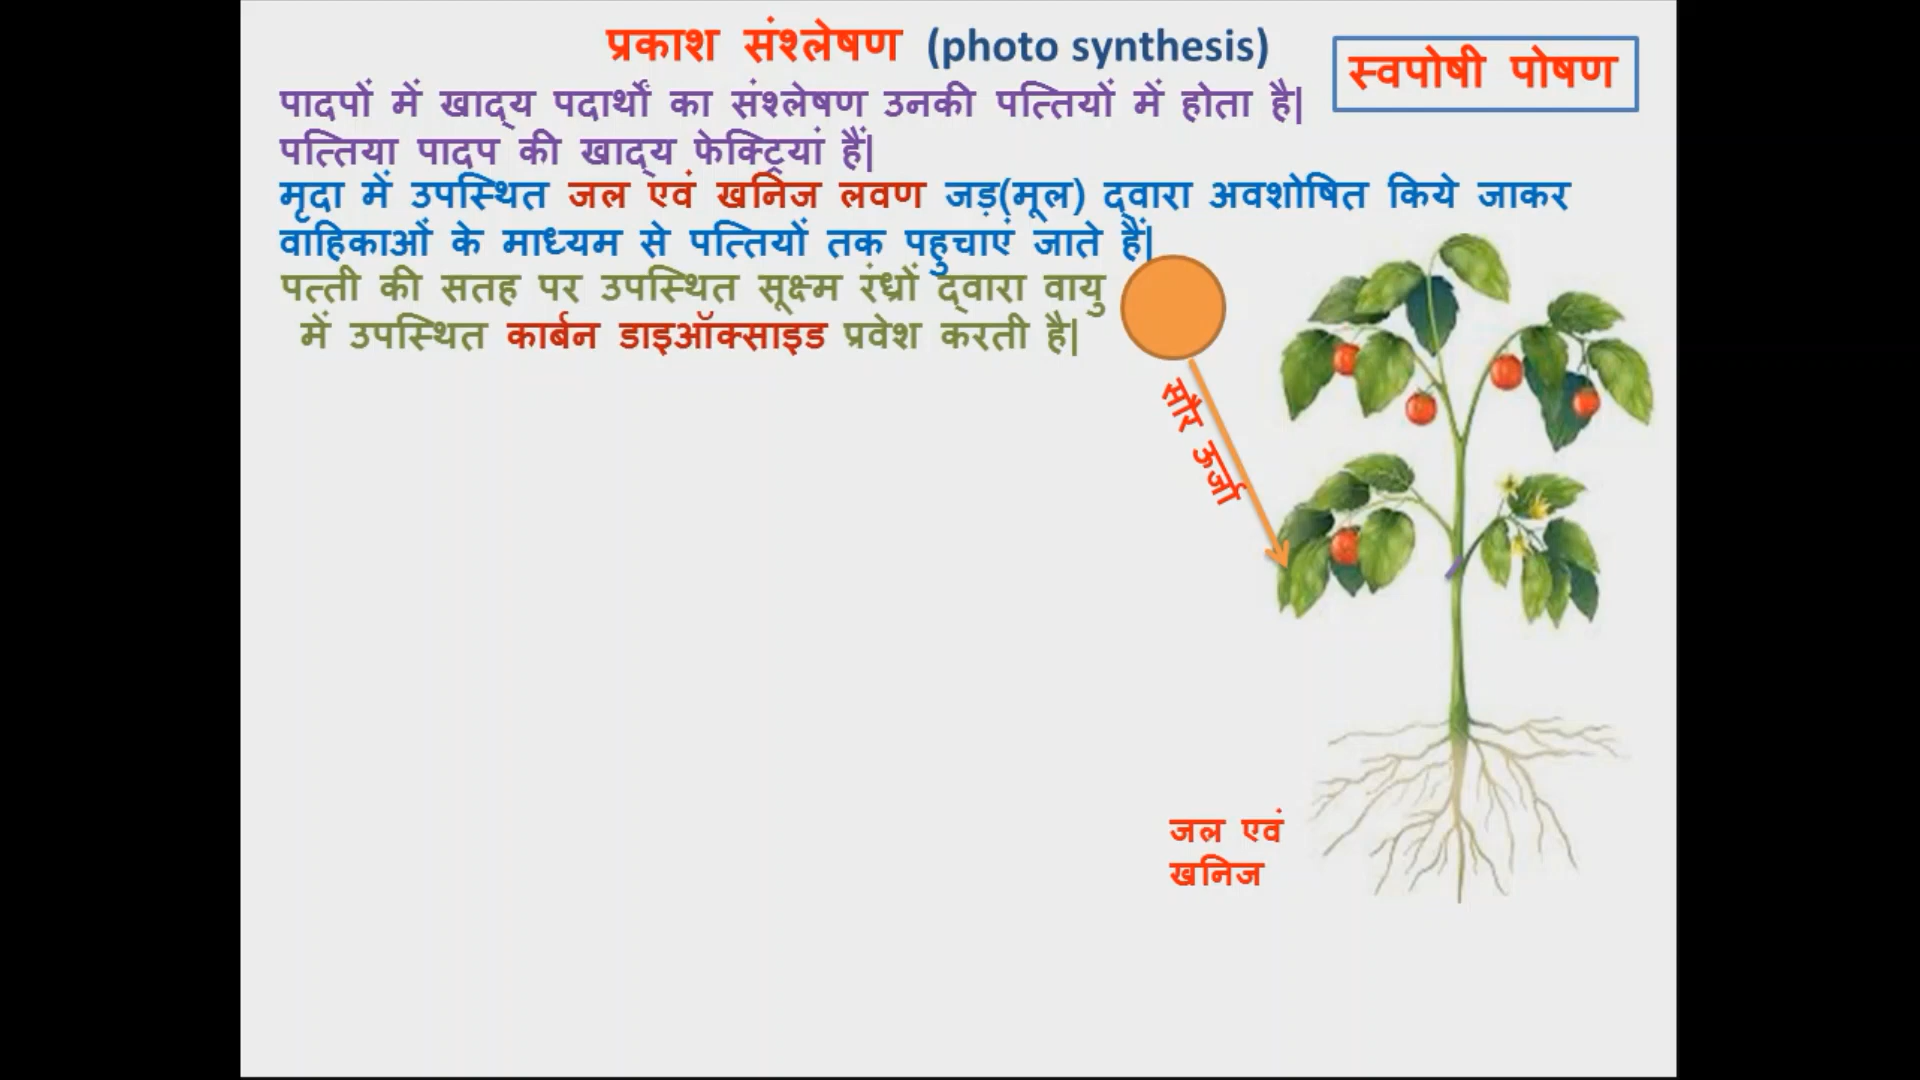 प्रकाश संश्लेषण (photo synthesis)
स्वपोषी पोषण
पादपों में खाद्य पदार्थों का संश्लेषण उनकी पत्तियों में होता है|
पत्तिया पादप की खाद्य फेक्ट्रियां हैं|
मृदा में उपस्थित जल एवं खनिज लवण जड़(मूल) द्वारा अवशोषित किये जाकर
वाहिकाओं के माध्यम से पत्तियों तक पहुचाएं जाते हैं|
पत्ती की सतह पर उपस्थित सूक्ष्म रंध्रों द्वारा वायु
में उपस्थित कार्बन डाइऑक्साइड प्रवेश करती है|
सौर ऊर्जा
जल एवं
खनिज